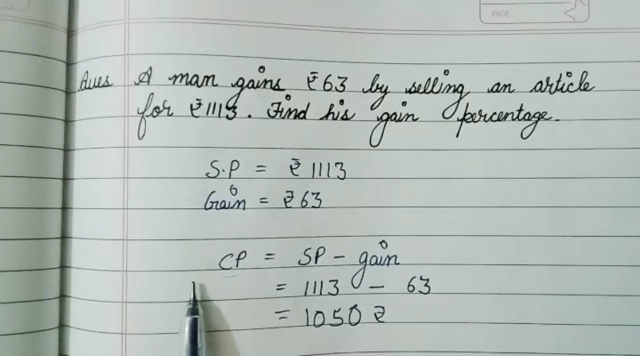 PAGE
Ques A man gains ₹63 by selling an article
for ₹1113. Find his gain percentage.
S.P = ₹1113
Gain = ₹63
CP = SP - gain
= 1113 - 63
= 1050 ₹